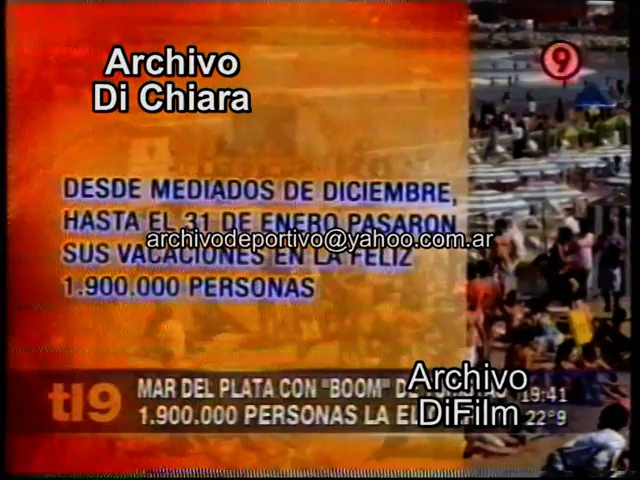 Archivo
Di Chiara
9
DESDE MEDIADOS DE DICIEMBRE,
HASTA EL 31 DE ENERO PASARON
archivodeportivo@yahoo.com.ar
SUS VACACIONES EN LA FELIZ
1.900.000 PERSONAS
Archivo
DiFilm
tl9
MAR DEL PLATA CON "BOOM" DE 19:41
1.900.000 PERSONAS LA 22°9